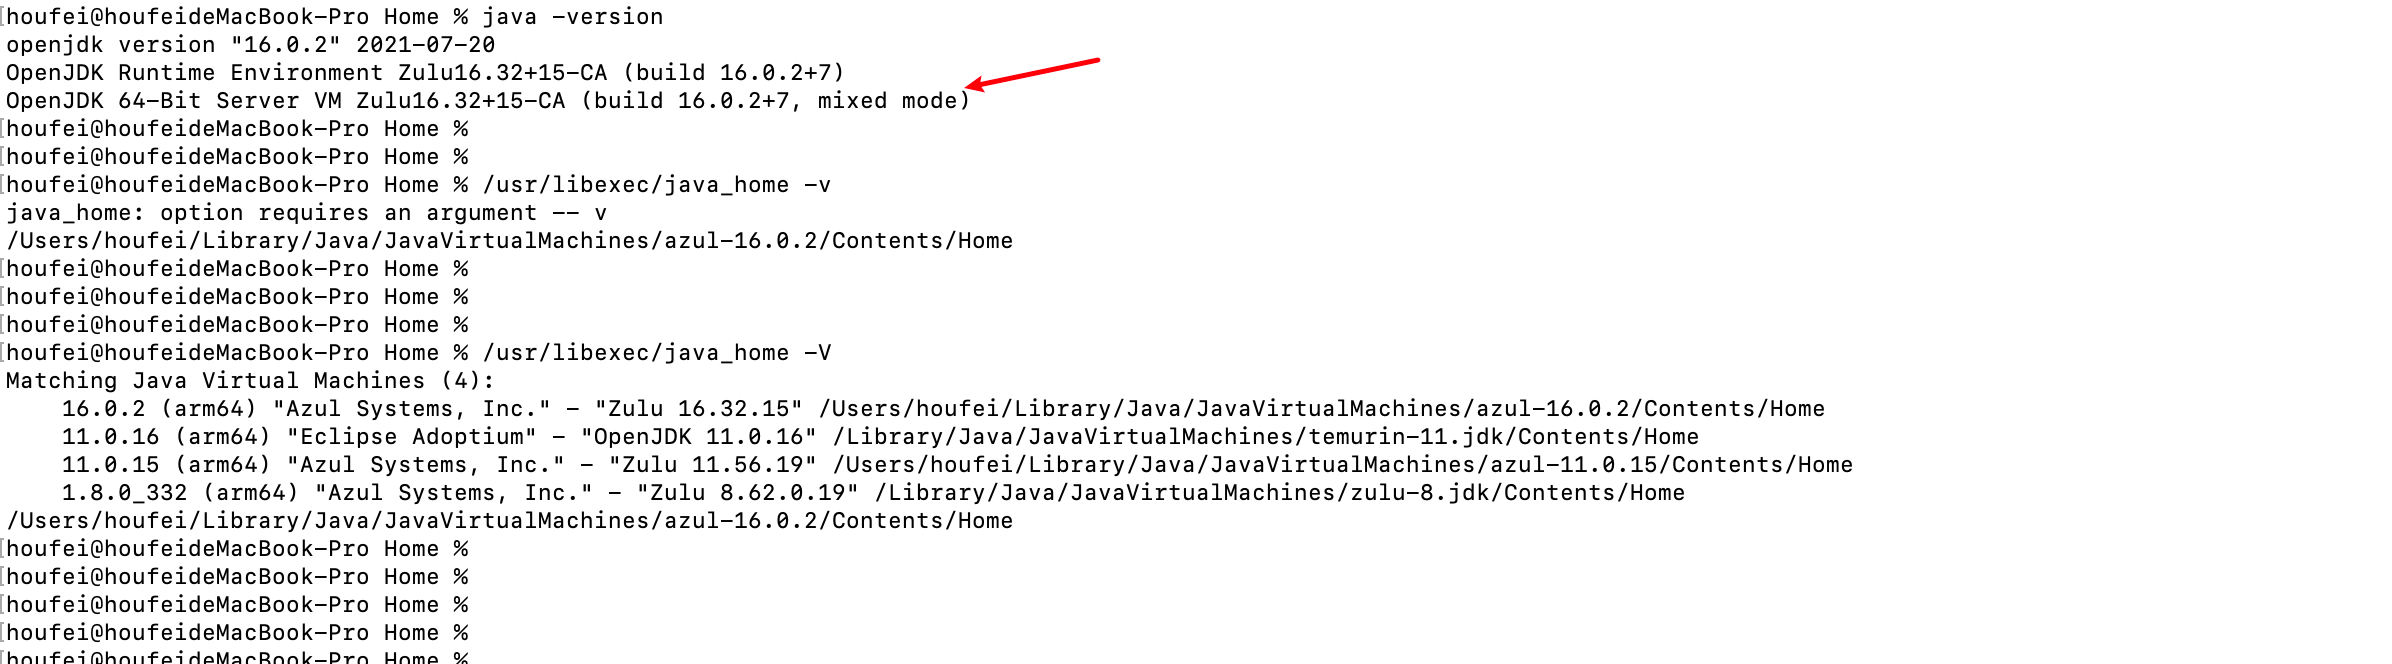 houfei@houfeideMacBook-Pro Home % java -version
openjdk version "16.0.2" 2021-07-20
OpenJDK Runtime Environment Zulu16.32+15-CA (build 16.0.2+7)
OpenJDK 64-Bit Server VM Zulu16.32+15-CA (build 16.0.2+7, mixed mode)
houfei@houfeideMacBook-Pro Home %
houfei@houfeideMacBook-Pro Home %
houfei@houfeideMacBook-Pro Home % /usr/libexec/java_home -v
java_home: option requires an argument -- v
/Users/houfei/Library/Java/JavaVirtualMachines/azul-16.0.2/Contents/Home
houfei@houfeideMacBook-Pro Home %
houfei@houfeideMacBook-Pro Home %
houfei@houfeideMacBook-Pro Home %
houfei@houfeideMacBook-Pro Home % /usr/libexec/java_home -V
Matching Java Virtual Machines (4):
    16.0.2 (arm64) "Azul Systems, Inc." - "Zulu 16.32.15" /Users/houfei/Library/Java/JavaVirtualMachines/azul-16.0.2/Contents/Home
    11.0.16 (arm64) "Eclipse Adoptium" - "OpenJDK 11.0.16" /Library/Java/JavaVirtualMachines/temurin-11.jdk/Contents/Home
    11.0.15 (arm64) "Azul Systems, Inc." - "Zulu 11.56.19" /Users/houfei/Library/Java/JavaVirtualMachines/azul-11.0.15/Contents/Home
    1.8.0_332 (arm64) "Azul Systems, Inc." - "Zulu 8.62.0.19" /Library/Java/JavaVirtualMachines/zulu-8.jdk/Contents/Home
/Users/houfei/Library/Java/JavaVirtualMachines/azul-16.0.2/Contents/Home
houfei@houfeideMacBook-Pro Home %
houfei@houfeideMacBook-Pro Home %
houfei@houfeideMacBook-Pro Home %
houfei@houfeideMacBook-Pro Home %
houfei@houfeideMacBook-Pro Home %